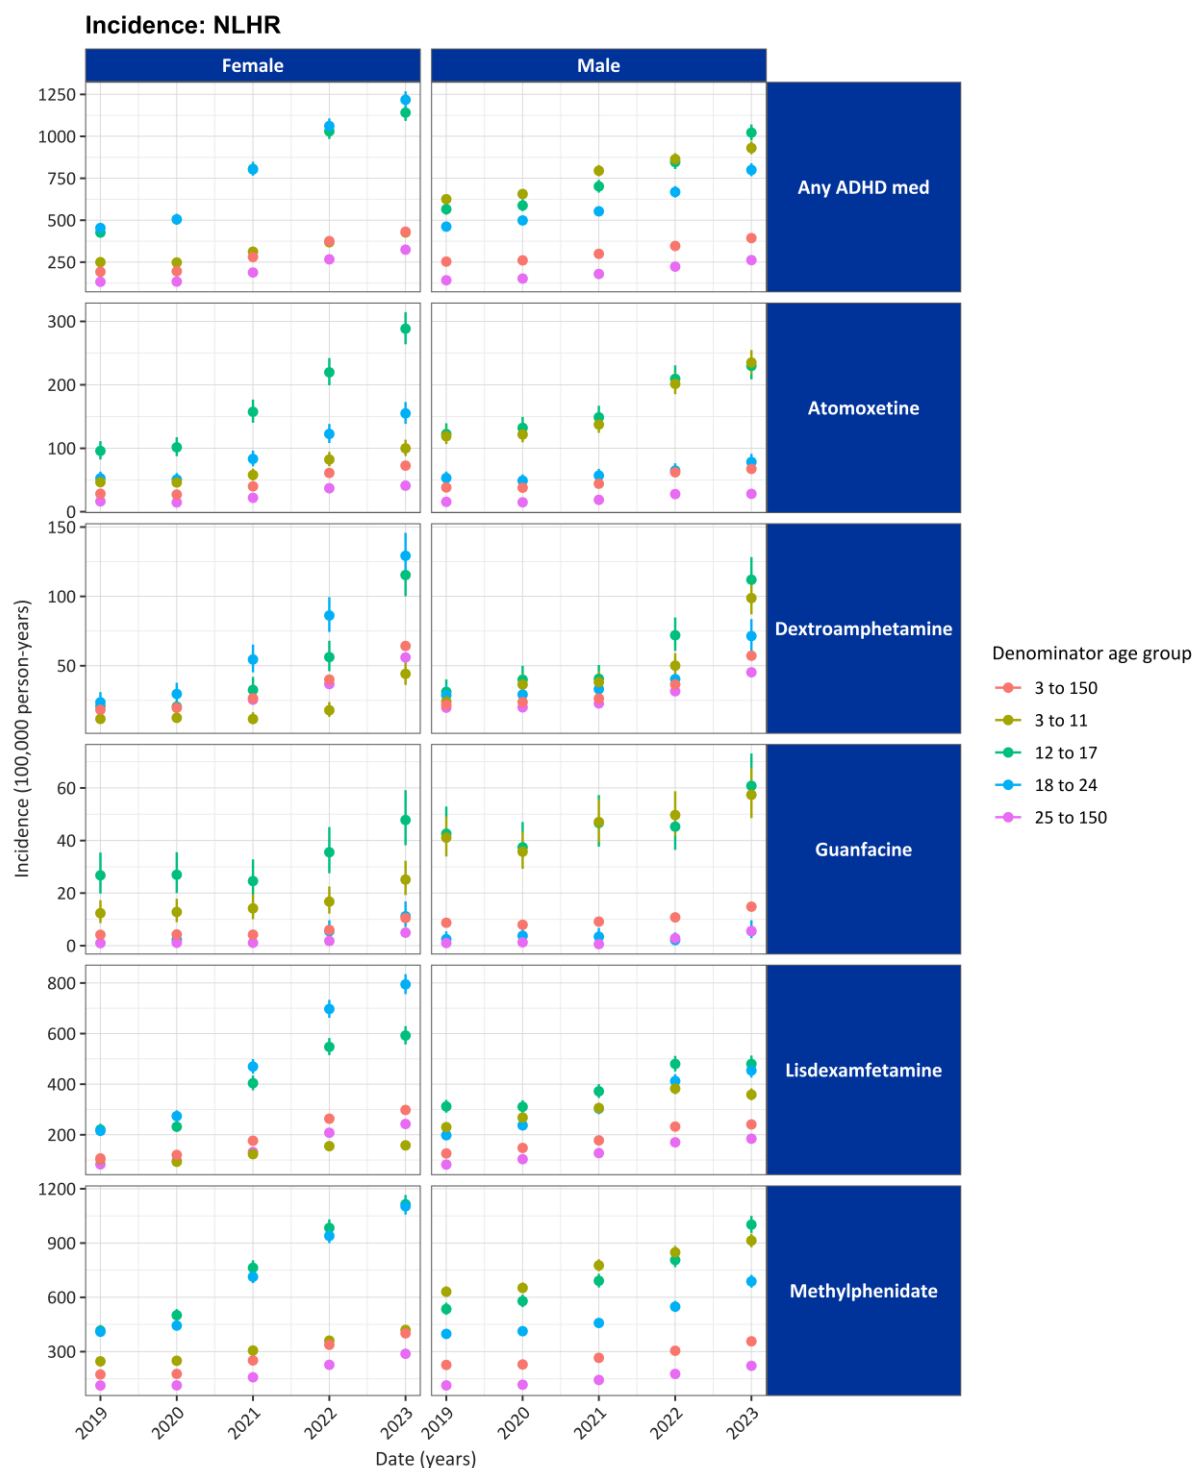 Incidence: NLHR
Female
Male
1250
1000
750
500
250
Any ADHD med
300
200
100
0
Atomoxetine
150
100
50
Dextroamphetamine
60
40
20
0
Guanfacine
800
600
400
200
Lisdexamfetamine
1200
900
600
300
Methylphenidate
2019
2020
2021
2022
2023
2019
2020
2021
2022
2023
Date (years)
Incidence (100,000 person-years)
Denominator age group
3 to 150
3 to 11
12 to 17
18 to 24
25 to 150